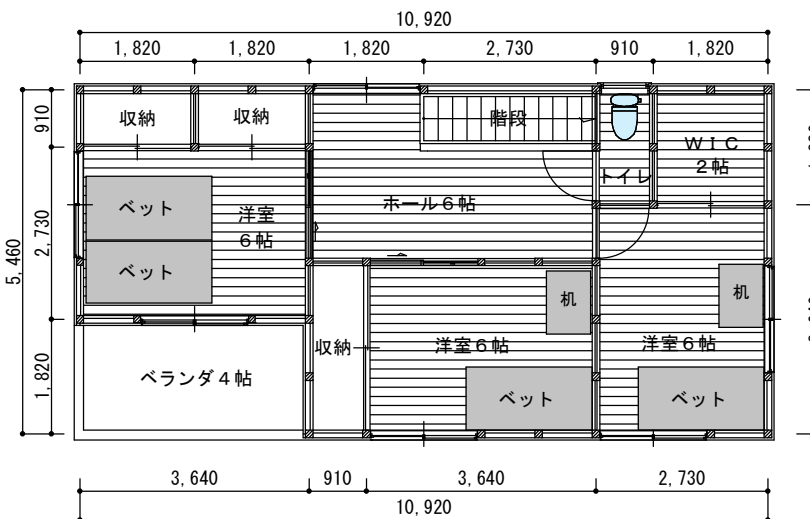 10,920
1,820
1,820
1,820
2,730
910
1,820
910
2,730
5,460
1,820
収納
収納
階段
トイレ
WIC
2帖
ベット
ベット
洋室
6帖
ホール6帖
机
机
収納
洋室6帖
洋室6帖
ベランダ4帖
ベット
ベット
3,640
910
3,640
2,730
10,920